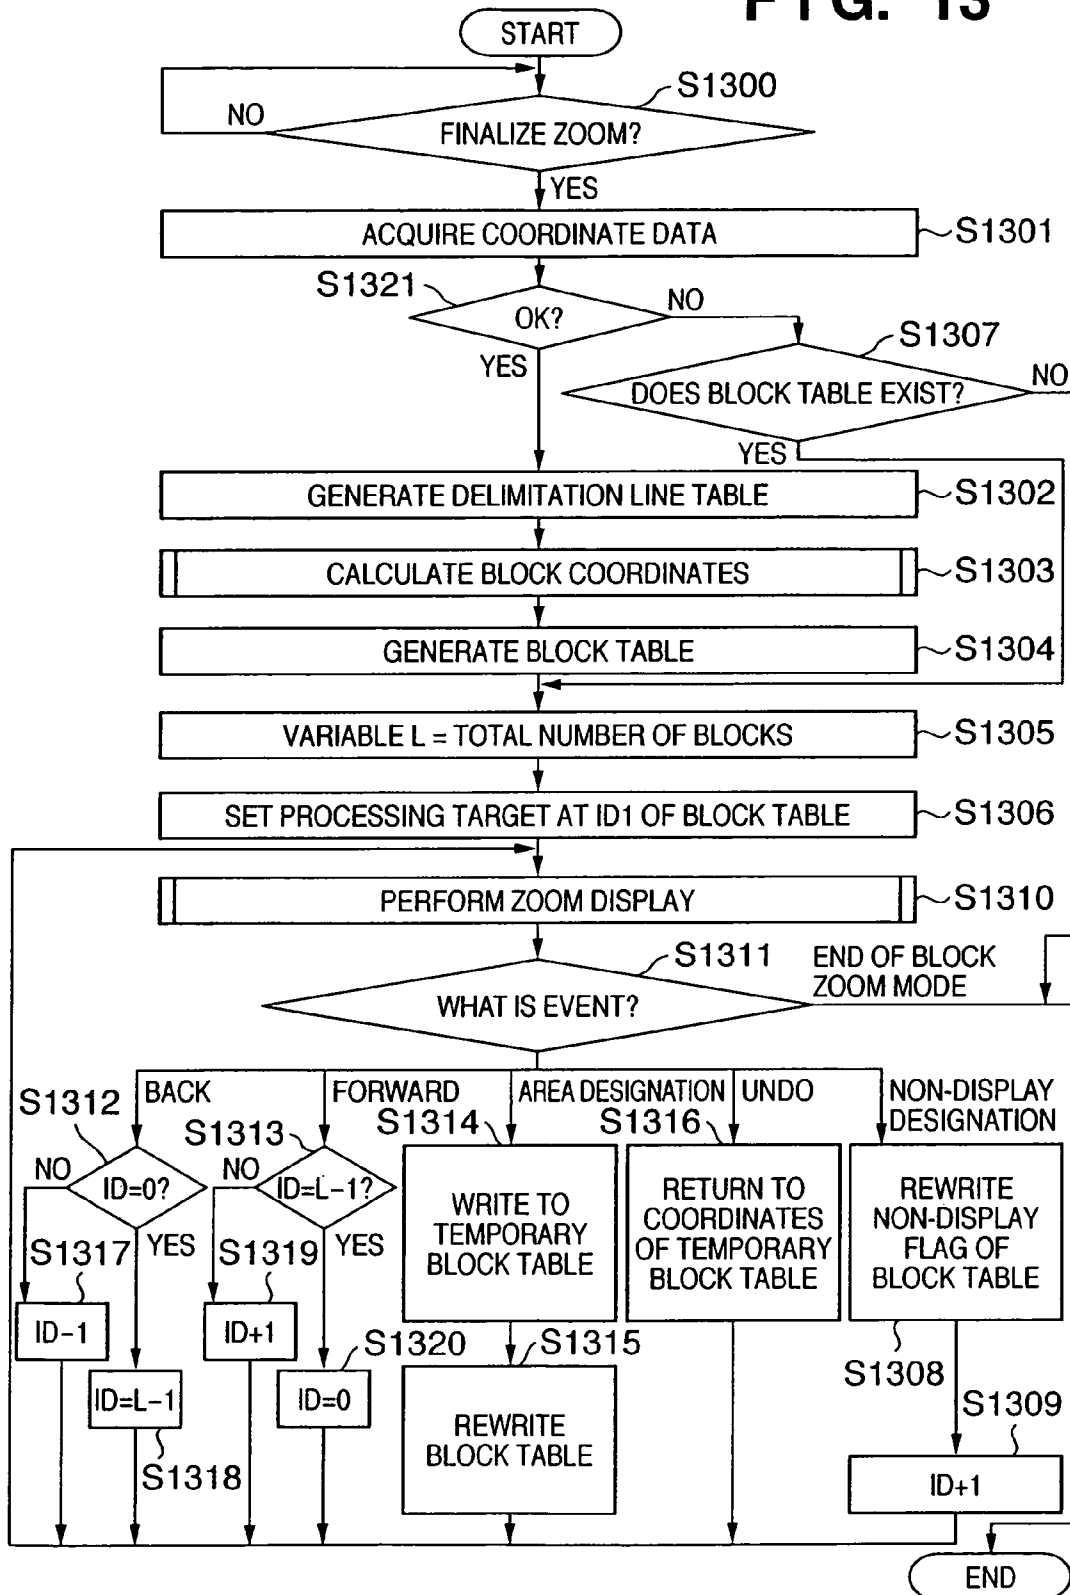 FIG. 13
START
S1300
NO
FINALIZE ZOOM?
YES
ACQUIRE COORDINATE DATA
S1301
S1321
OK?
NO
YES
S1307
DOES BLOCK TABLE EXIST?
NO
YES
GENERATE DELIMITATION LINE TABLE
S1302
CALCULATE BLOCK COORDINATES
S1303
GENERATE BLOCK TABLE
S1304
VARIABLE L = TOTAL NUMBER OF BLOCKS
S1305
SET PROCESSING TARGET AT ID1 OF BLOCK TABLE
S1306
PERFORM ZOOM DISPLAY
S1310
S1311
WHAT IS EVENT?
END OF BLOCK
ZOOM MODE
BACK
FORWARD
AREA DESIGNATION
UNDO
NON-DISPLAY
DESIGNATION
S1312
S1313
S1314
S1316
NO
ID=0?
YES
NO
ID=L-1?
YES
WRITE TO
TEMPORARY
BLOCK TABLE
RETURN TO
COORDINATES
OF TEMPORARY
BLOCK TABLE
REWRITE
NON-DISPLAY
FLAG OF
BLOCK TABLE
S1317
S1319
ID-1
ID+1
S1320
S1315
S1308
ID=L-1
ID=0
REWRITE
BLOCK TABLE
S1309
S1318
ID+1
END